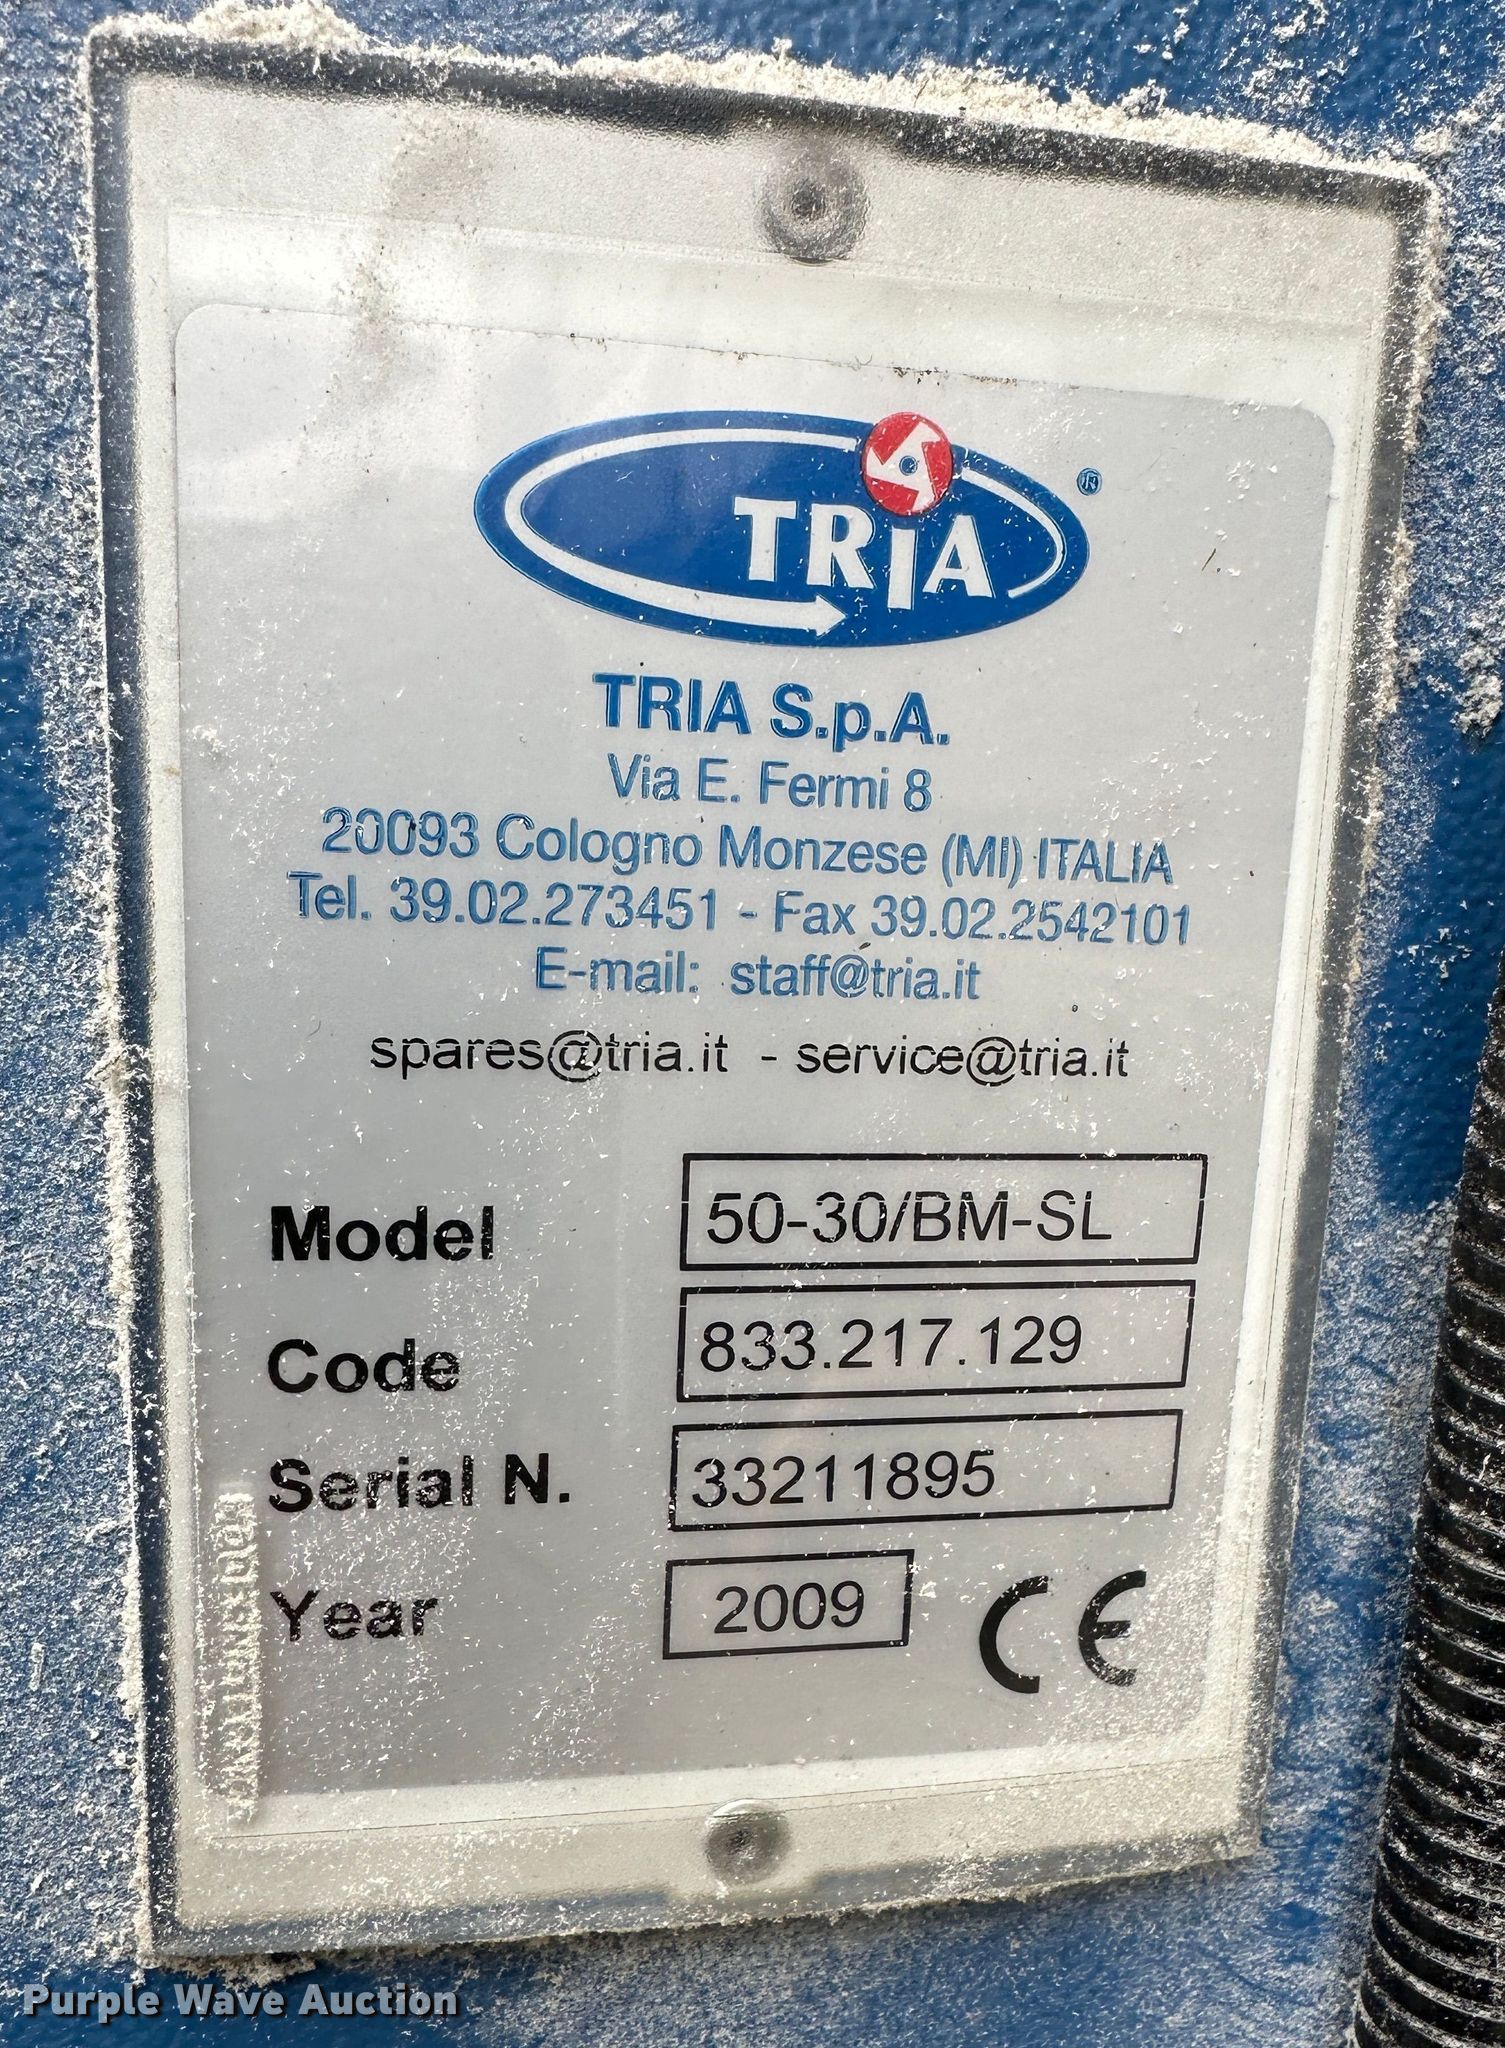 TRIA
®
TRIA S.p.A.
Via E. Fermi 8
20093 Cologno Monzese (MI) ITALIA
Tel. 39.02.273451 - Fax 39.02.2542101
E-mail: staff@tria.it
spares@tria.it - service@tria.it
Model 50-30/BM-SL
Code 833.217.129
Serial N. 33211895
Year 2009 CE
Purple Wave Auction